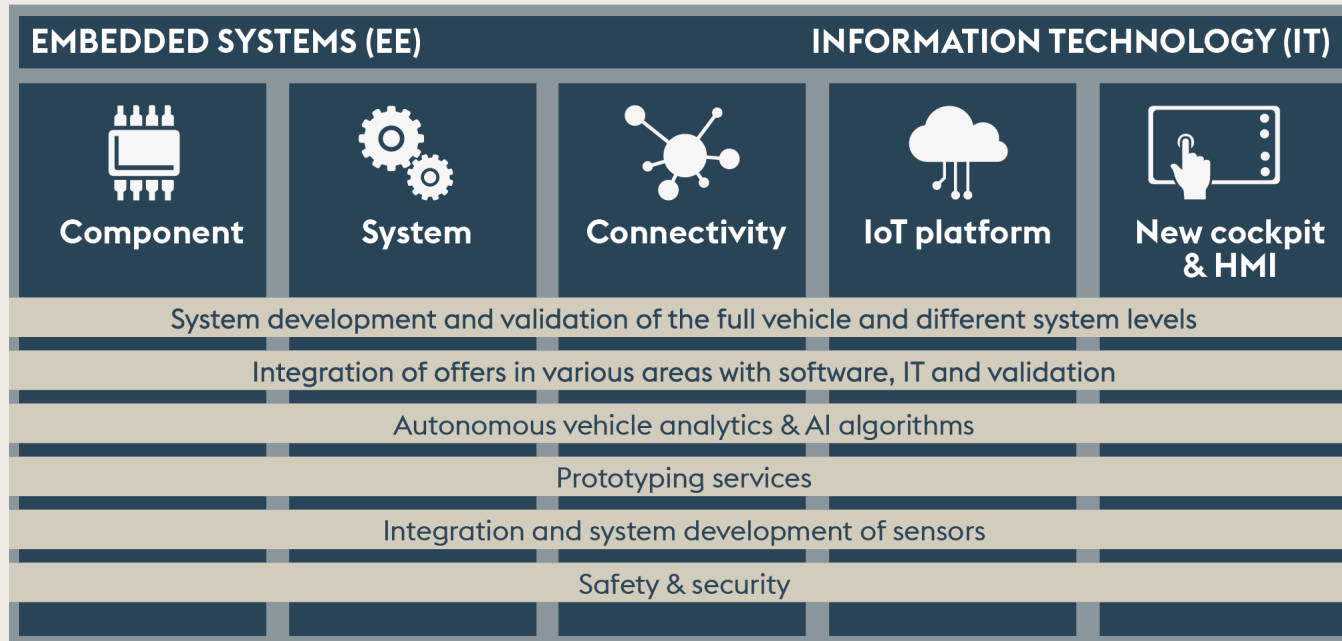 EMBEDDED SYSTEMS (EE)
INFORMATION TECHNOLOGY (IT)
Component
System
Connectivity
IoT platform
New cockpit
& HMI
System development and validation of the full vehicle and different system levels
Integration of offers in various areas with software, IT and validation
Autonomous vehicle analytics & AI algorithms
Prototyping services
Integration and system development of sensors
Safety & security